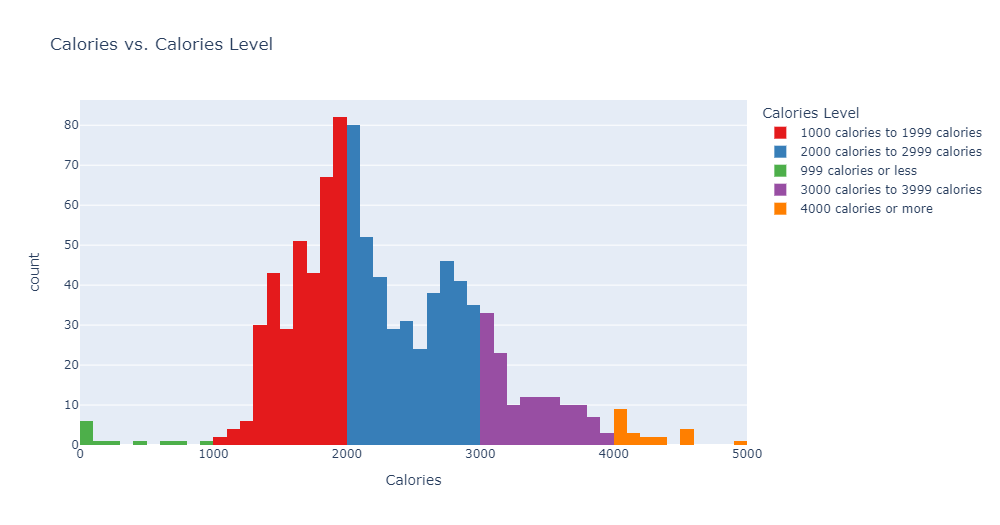 Calories vs. Calories Level
Calories Level
1000 calories to 1999 calories
2000 calories to 2999 calories
999 calories or less
3000 calories to 3999 calories
4000 calories or more
80
70
60
50
40
30
20
10
0
count
0 1000 2000 3000 4000 5000
Calories